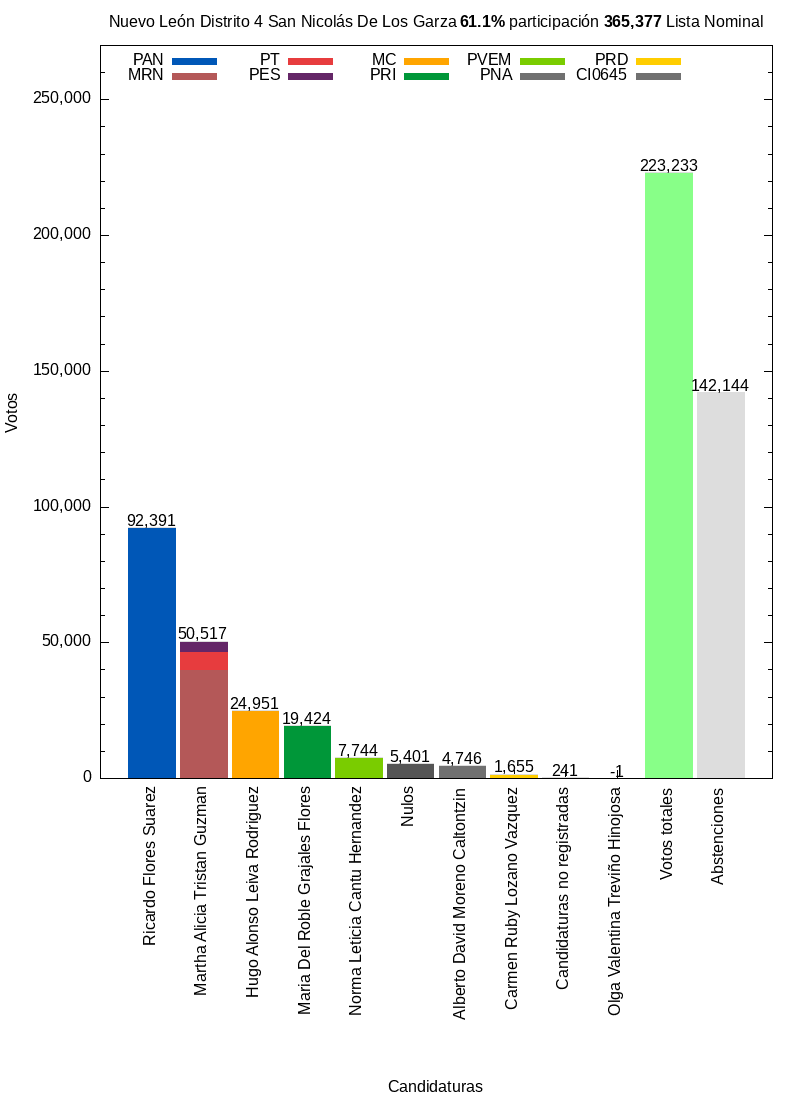 Nuevo León Distrito 4 San Nicolás De Los Garza 61.1% participación 365,377 Lista Nominal
PAN PT MC PVEM PRD
MRN PES PRI PNA CI0645
250,000
200,000
150,000
100,000
50,000
0
Votos
92,391
50,517
24,951
19,424
7,744
5,401
4,746
1,655
241
-1
223,233
142,144
Ricardo Flores Suarez
Martha Alicia Tristan Guzman
Hugo Alonso Leiva Rodriguez
Maria Del Roble Grajales Flores
Norma Leticia Cantu Hernandez
Nulos
Alberto David Moreno Caltontzin
Carmen Ruby Lozano Vazquez
Candidaturas no registradas
Olga Valentina Treviño Hinojosa
Votos totales
Abstenciones
Candidaturas